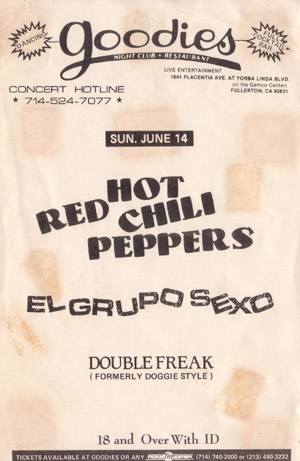 DANCING
goodies
FULL COCKTAIL BAR
NIGHT CLUB • RESTAURANT
LIVE ENTERTAINMENT
1641 PLACENTIA AVE. AT YORBA LINDA BLVD.
(in the Gemco Center)
FULLERTON, CA 92631
CONCERT HOTLINE
★ 714-524-7077 ★
SUN. JUNE 14
RED HOT
CHILI
PEPPERS
EL GRUPO SEXO
DOUBLE FREAK
( FORMERLY DOGGIE STYLE )
18 and Over With ID
TICKETS AVAILABLE AT GOODIES OR ANY (714) 740-2000 or (213) 480-3232